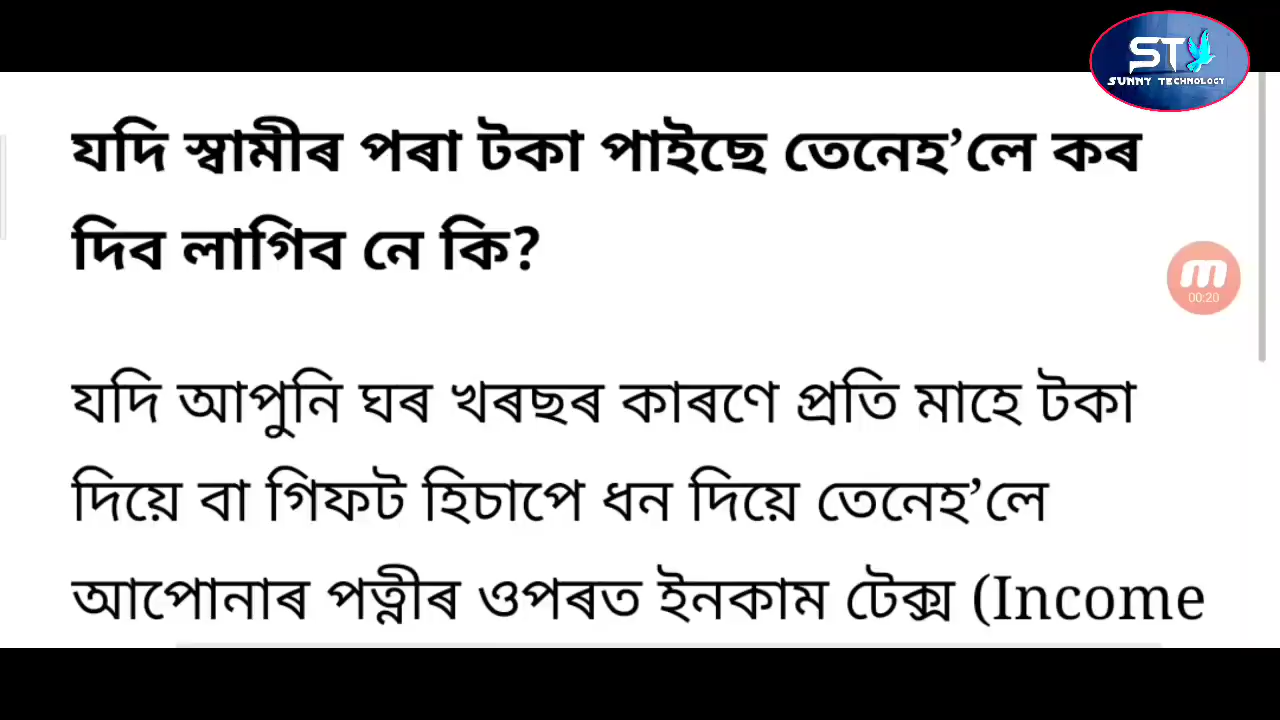 ST
SUNNY TECHNOLOGY
যদি স্বামীৰ পৰা টকা পাইছে তেনেহ’লে কৰ
দিব লাগিব নে কি?
00:20
যদি আপুনি ঘৰ খৰছৰ কাৰণে প্ৰতি মাহে টকা
দিয়ে বা গিফট হিচাপে ধন দিয়ে তেনেহ’লে
আপোনাৰ পত্নীৰ ওপৰত ইনকাম টেক্স (Income